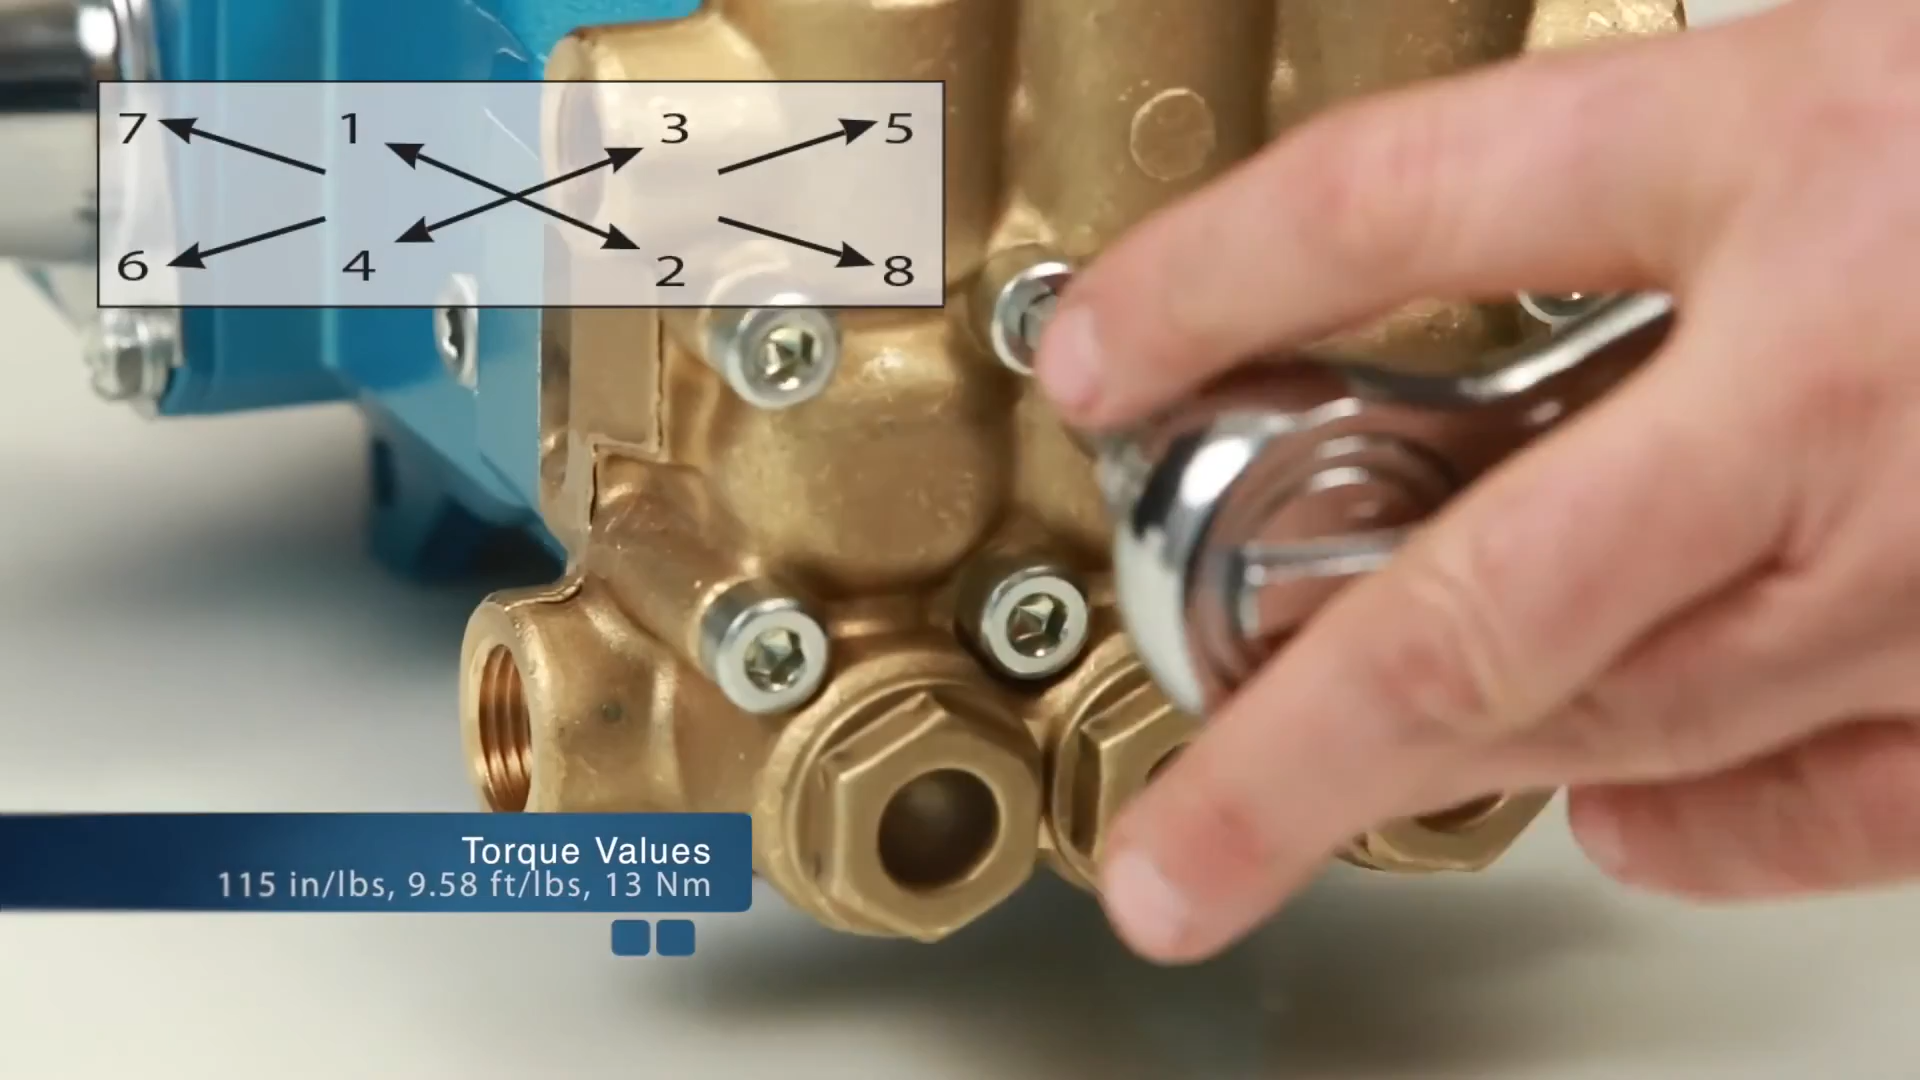 7 1 3 5
6 4 2 8
Torque Values
115 in/lbs, 9.58 ft/lbs, 13 Nm